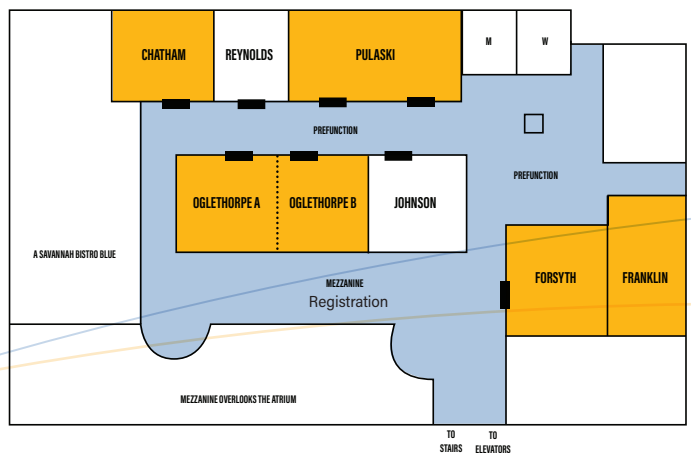 CHATHAM
REYNOLDS
PULASKI
M
W
PREFUNCTION
PREFUNCTION
OGLETHORPE A
OGLETHORPE B
JOHNSON
A SAVANNAH BISTRO BLUE
MEZZANINE
Registration
FORSYTH
FRANKLIN
MEZZANINE OVERLOOKS THE ATRIUM
TO
STAIRS
TO
ELEVATORS